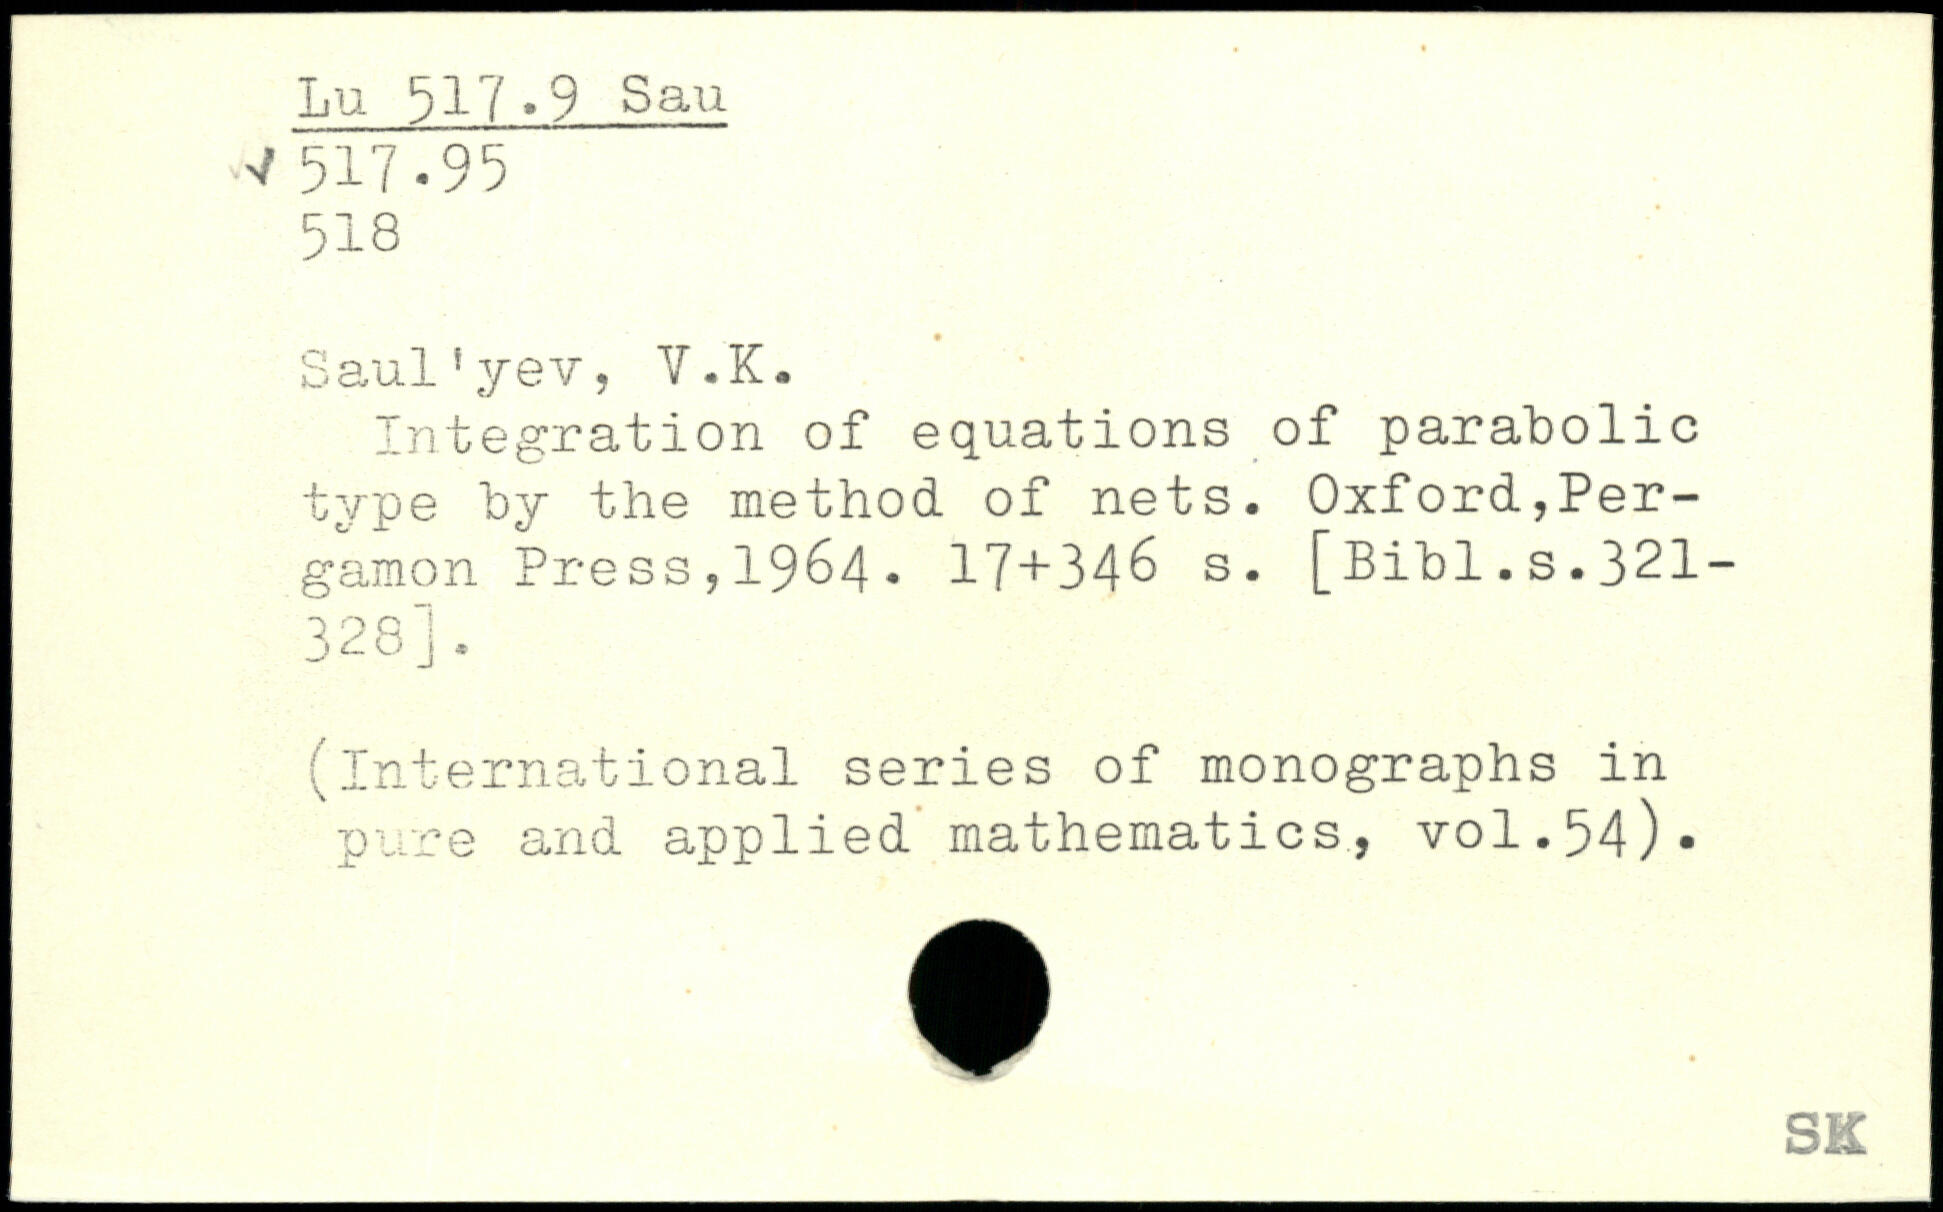 Lu 517.9 Sau
✓ 517.95
518
Saul'yev, V.K.
Integration of equations of parabolic
type by the method of nets. Oxford,Per-
gamon Press,1964. 17+346 s. [Bibl.s.321-
328].
(International series of monographs in
pure and applied mathematics, vol.54).
SK